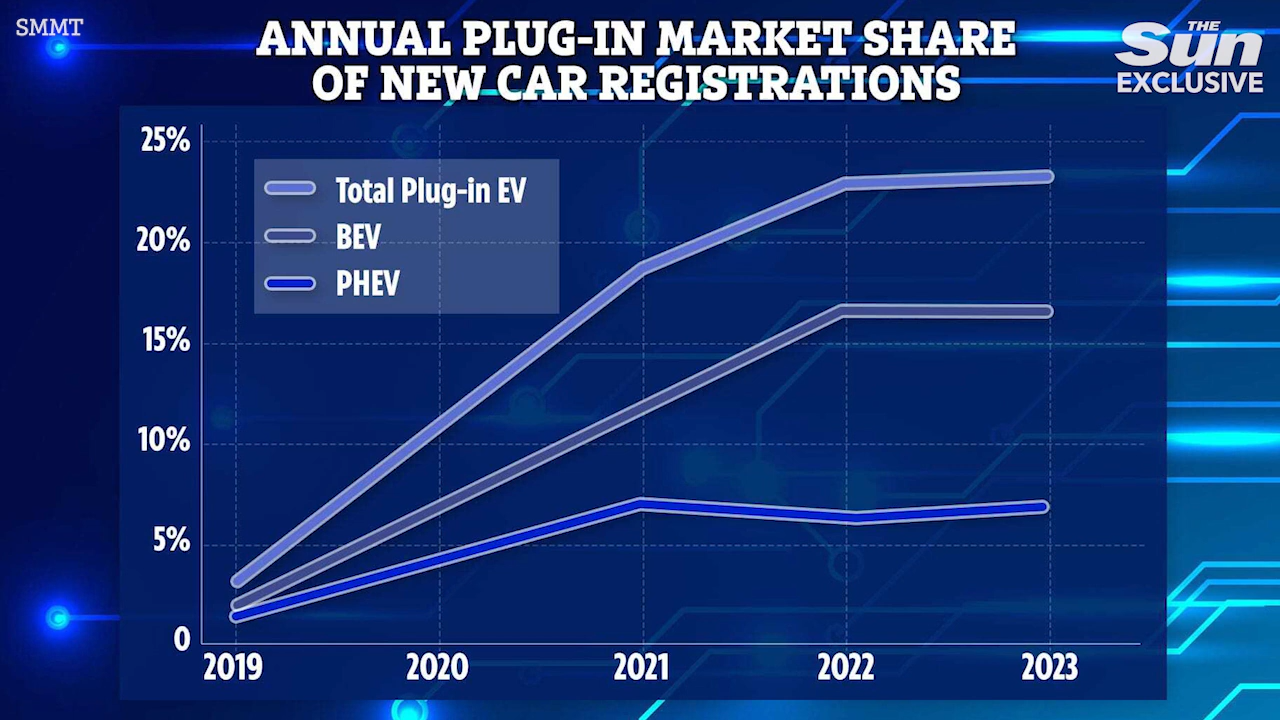 SMMT
ANNUAL PLUG-IN MARKET SHARE
OF NEW CAR REGISTRATIONS
THE
Sun
EXCLUSIVE
25%
20%
15%
10%
5%
0
Total Plug-in EV
BEV
PHEV
2019 2020 2021 2022 2023